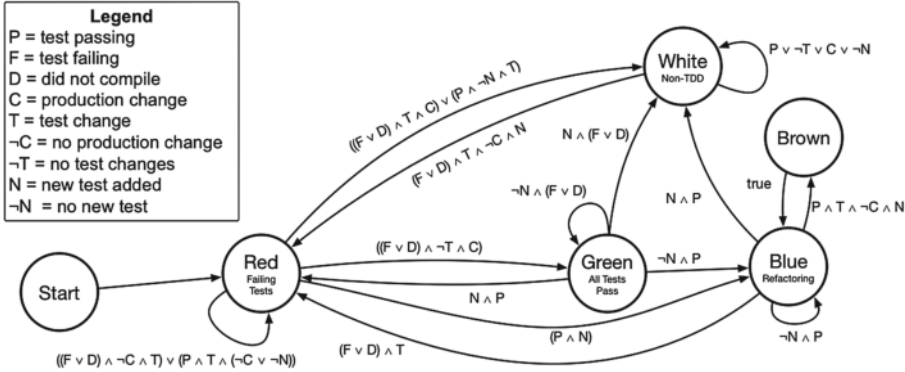 Legend
P = test passing
F = test failing
D = did not compile
C = production change
T = test change
¬C = no production change
¬T = no test changes
N = new test added
¬N = no new test
White
Non-TDD
P ∨ ¬T ∨ C ∨ ¬N
((F ∨ D) ∧ T ∧ C) ∨ (P ∧ ¬N ∧ T)
(F ∨ D) ∧ T ∧ ¬C ∧ N
N ∧ (F ∨ D)
Brown
¬N ∧ (F ∨ D)
N ∧ P
true
P ∧ T ∧ ¬C ∧ N
Start
Red
Failing
Tests
((F ∨ D) ∧ ¬T ∧ C)
N ∧ P
Green
All Tests
Pass
¬N ∧ P
Blue
Refactoring
(P ∧ N)
¬N ∧ P
(F ∨ D) ∧ T
((F ∨ D) ∧ ¬C ∧ T) ∨ (P ∧ T ∧ (¬C ∨ ¬N))